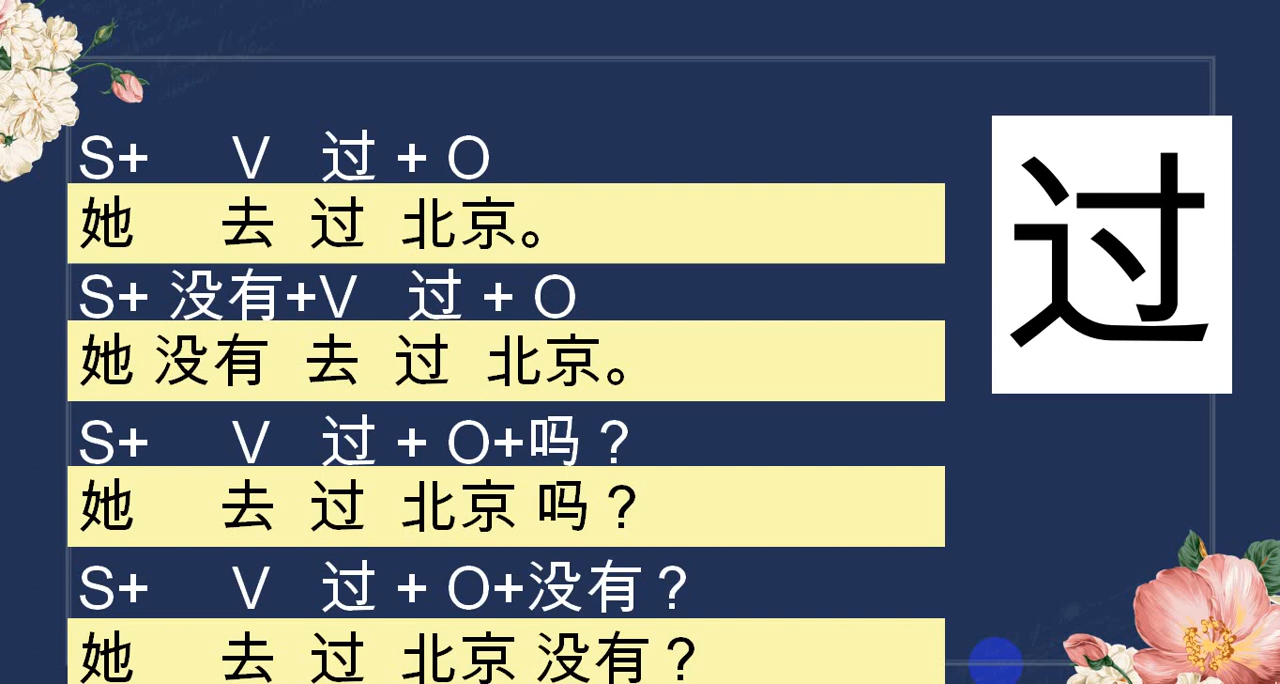 S+ V 过 + O
她 去 过 北京。
S+ 没有+V 过 + O
她 没有 去 过 北京。
S+ V 过 + O+吗？
她 去 过 北京 吗？
S+ V 过 + O+没有？
她 去 过 北京 没有？
过